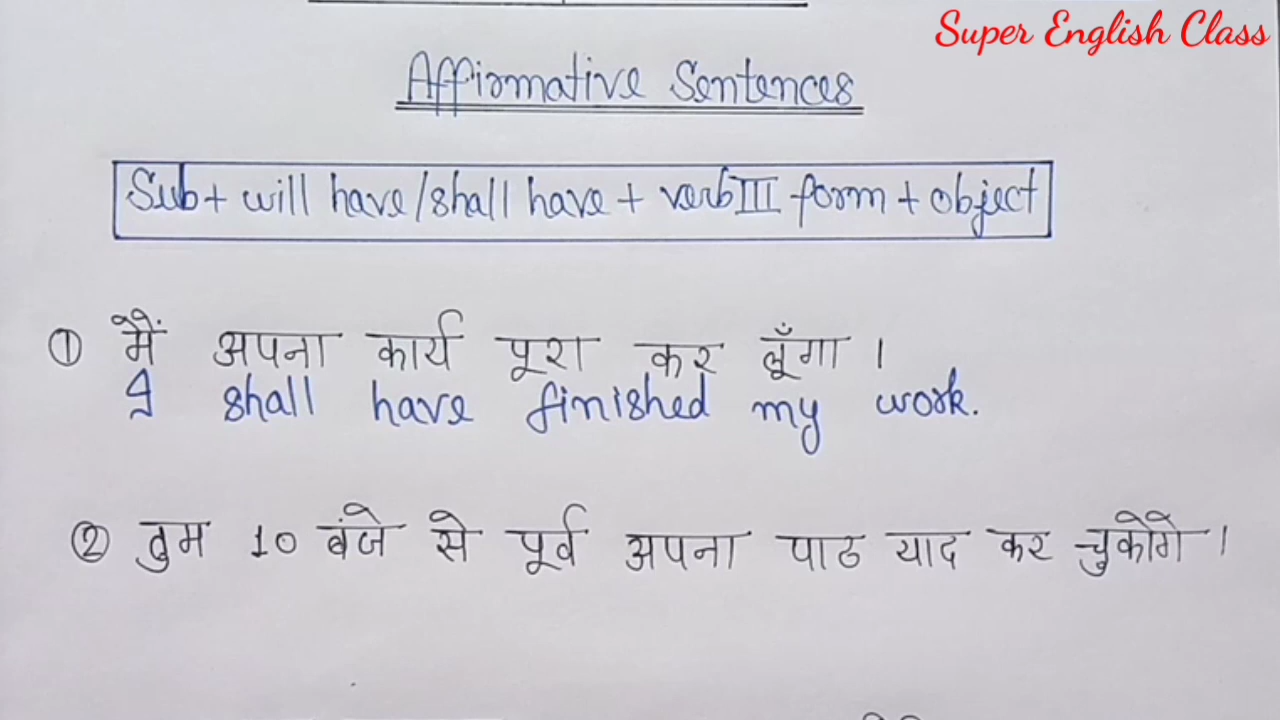 Super English Class
Affirmative Sentences
Sub + will have/shall have + verb III form + object
① मैं अपना कार्य पूरा कर लूँगा ।
I shall have finished my work.
② तुम 10 बंजे से पूर्व अपना पाठ याद कर चुकोगे ।